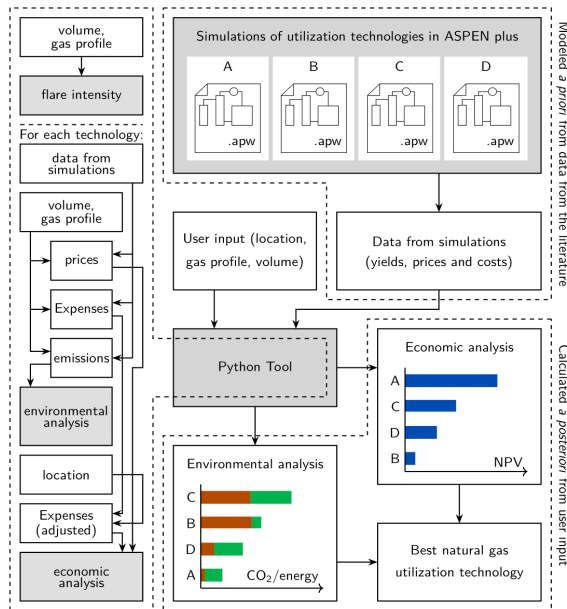 volume,
gas profile
flare intensity
For each technology:
data from
simulations
volume,
gas profile
prices
Expenses
emissions
environmental
analysis
location
Expenses
(adjusted)
economic
analysis
Simulations of utilization technologies in ASPEN plus
A
B
C
D
.apw
.apw
.apw
.apw
User input (location,
gas profile, volume)
Data from simulations
(yields, prices and costs)
Python Tool
Economic analysis
A
C
D
B
NPV
Environmental analysis
C
B
D
A
CO₂/energy
Best natural gas
utilization technology
Modeled a priori from data from the literature
Calculated a posteriori from user input